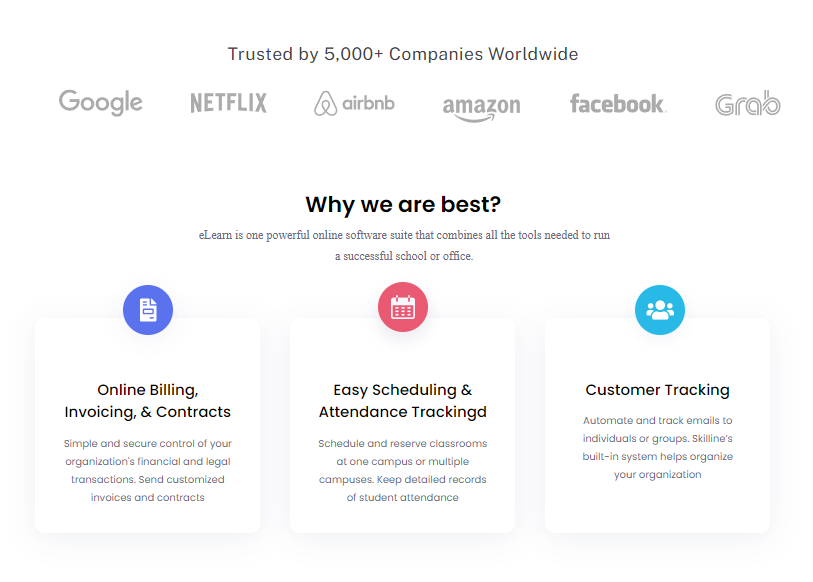 Trusted by 5,000+ Companies Worldwide
Google NETFLIX airbnb amazon facebook Grab
Why we are best?
eLearn is one powerful online software suite that combines all the tools needed to run
a successful school or office.
Online Billing,
Invoicing, & Contracts
Simple and secure control of your
organization's financial and legal
transactions. Send customized
invoices and contracts
Easy Scheduling &
Attendance Trackingd
Schedule and reserve classrooms
at one campus or multiple
campuses. Keep detailed records
of student attendance
Customer Tracking
Automate and track emails to
individuals or groups. Skilline's
built-in system helps organize
your organization